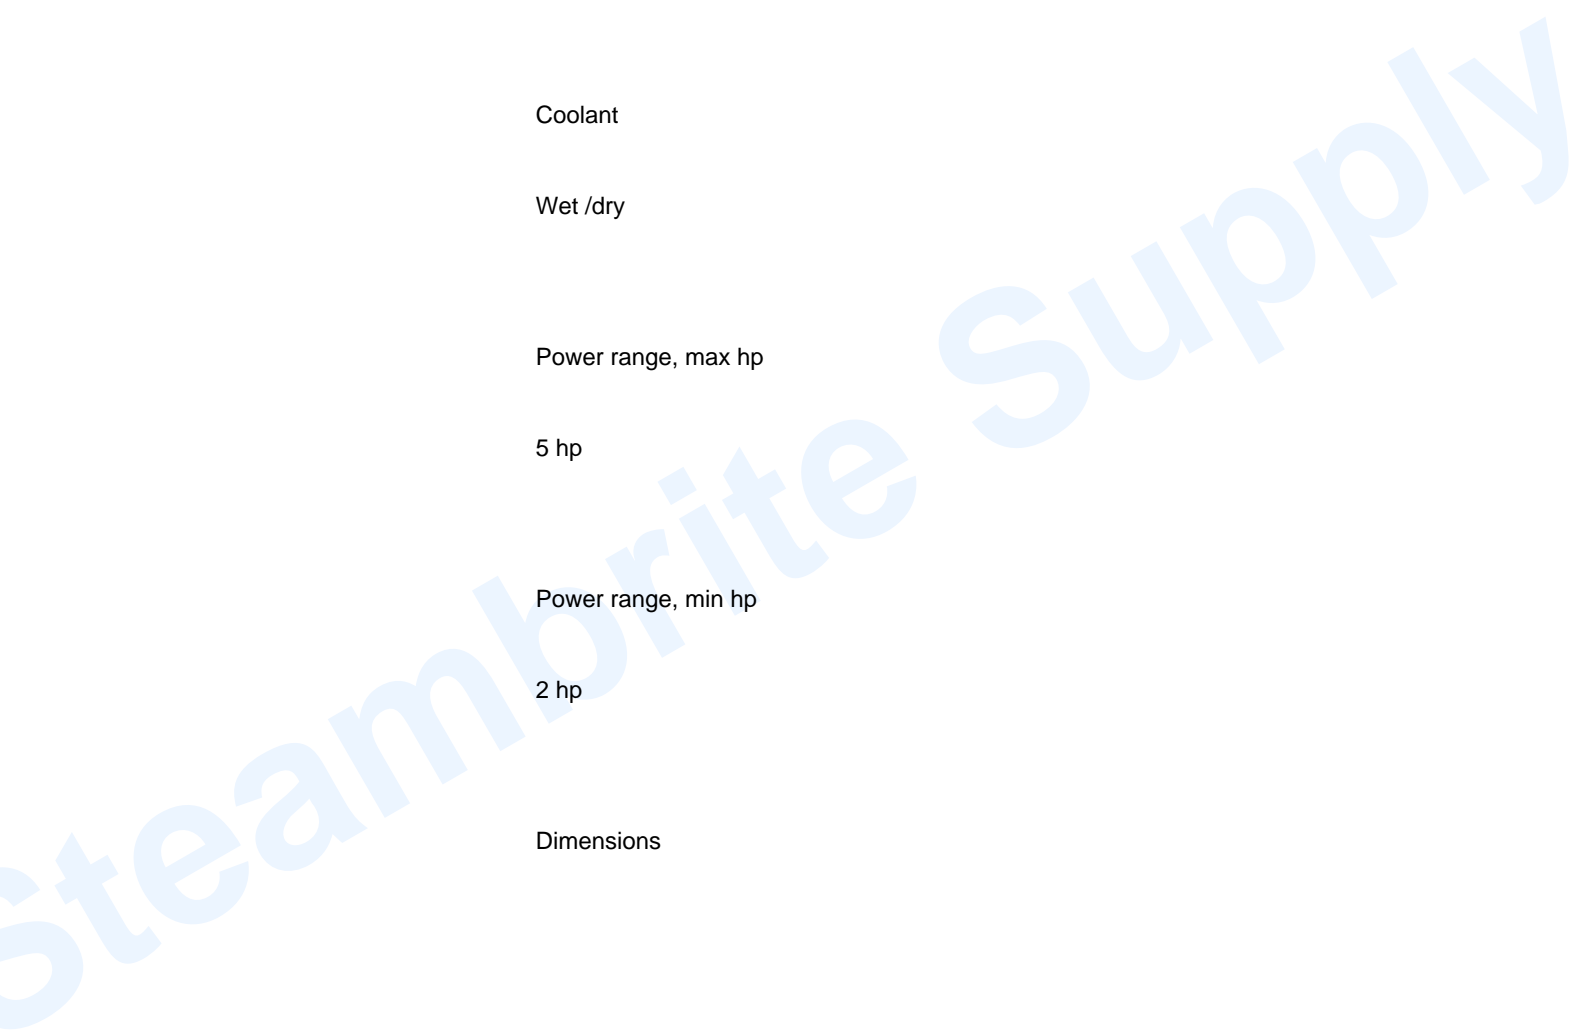 Coolant
Wet /dry
Power range, max hp
5 hp
Power range, min hp
2 hp
Dimensions
Steambrite Supply